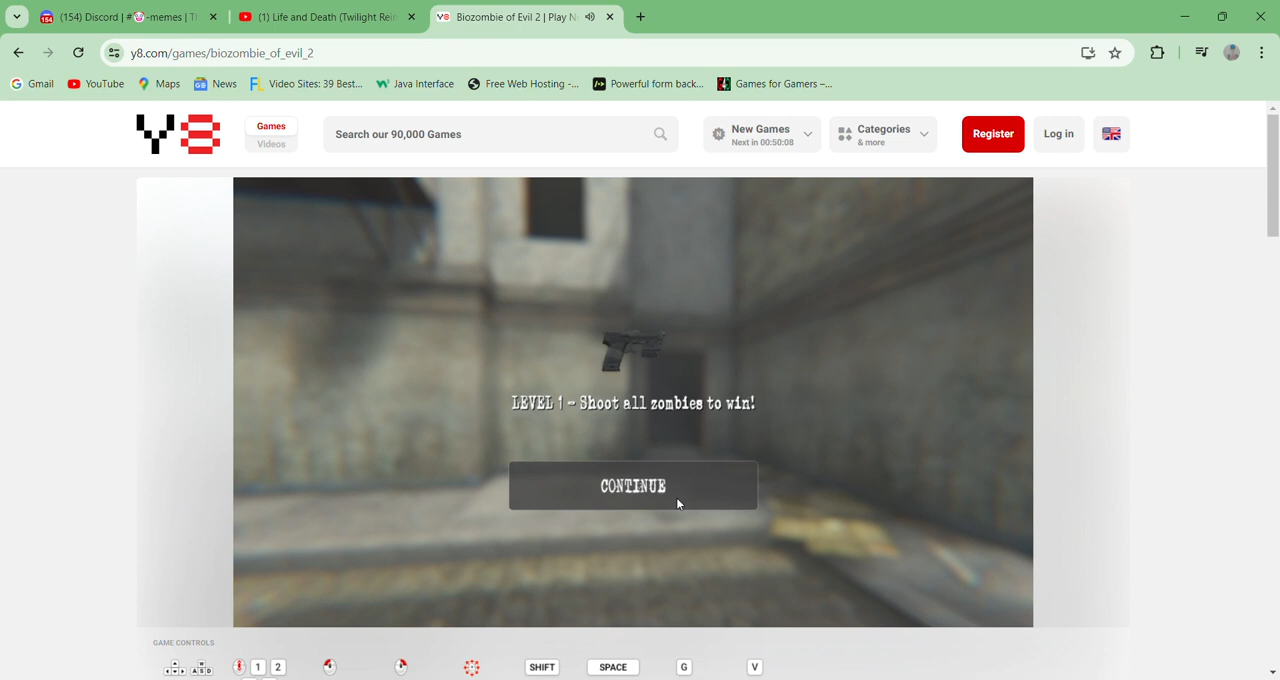 (154) Discord | #🤡-memes | T
(1) Life and Death (Twilight Rein
Biozombie of Evil 2 | Play N
y8.com/games/biozombie_of_evil_2
Gmail
YouTube
Maps
News
Video Sites: 39 Best...
Java Interface
Free Web Hosting -...
Powerful form back...
Games for Gamers –...
Y8
Games
Videos
Search our 90,000 Games
New Games
Next in 00:50:08
Categories
& more
Register
Log in
LEVEL 1 - Shoot all zombies to win!
CONTINUE
GAME CONTROLS
W
A S D
1 2
SHIFT
SPACE
G
V